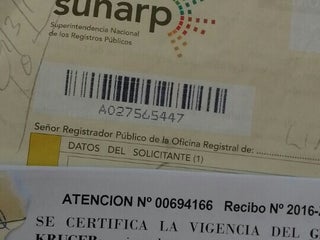 sunarp
Superintendencia Nacional
de los Registros Públicos
A027565447
Señor Registrador Público de la Oficina Registral de:
DATOS DEL SOLICITANTE (1)
ATENCION Nº 00694166 Recibo Nº 2016-
SE CERTIFICA LA VIGENCIA DEL G
KRUGER